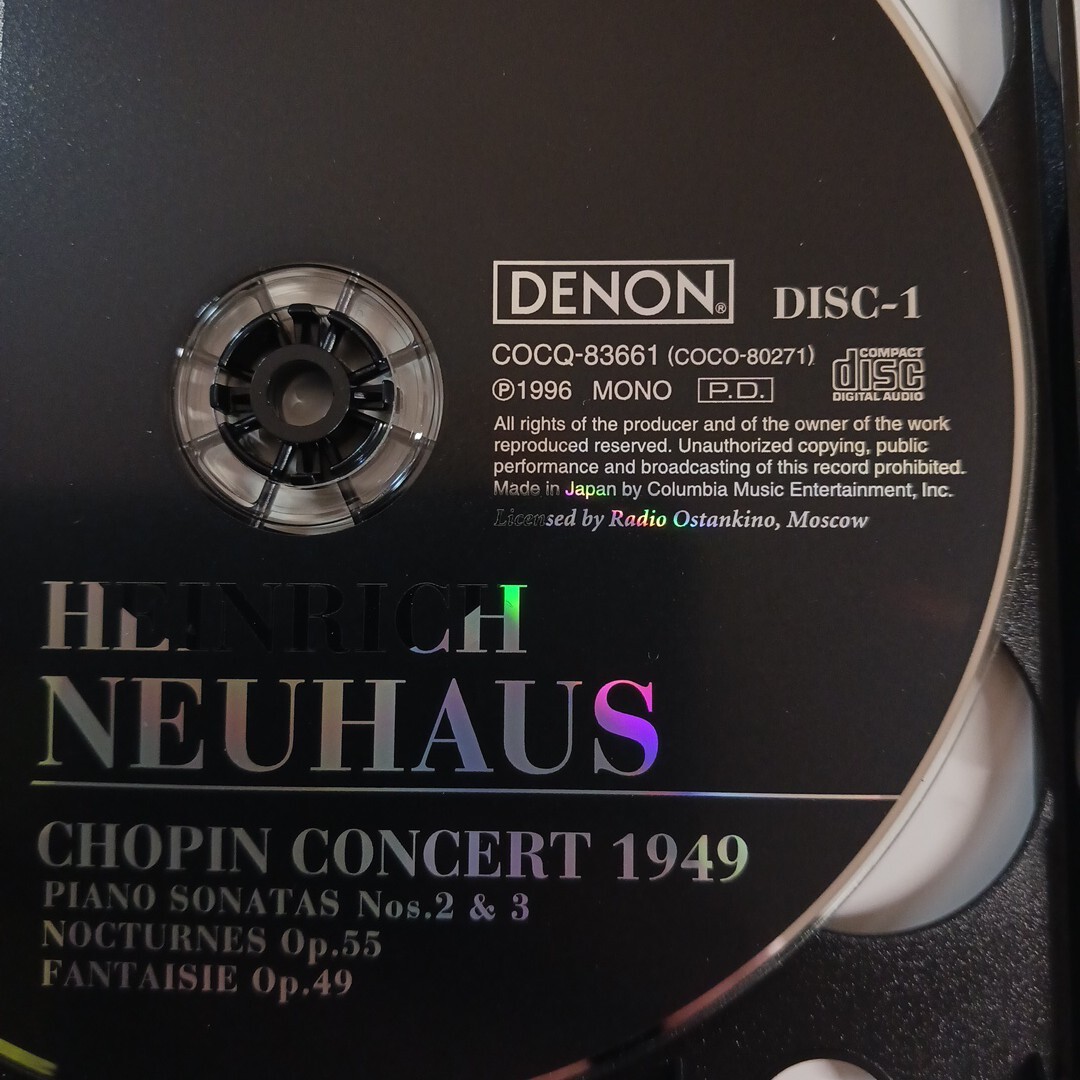 DENON® DISC-1
COCQ-83661 (COCO-80271)
COMPACT
disc
DIGITAL AUDIO
℗1996 MONO P.D.
All rights of the producer and of the owner of the work
reproduced reserved. Unauthorized copying, public
performance and broadcasting of this record prohibited.
Made in Japan by Columbia Music Entertainment, Inc.
Licensed by Radio Ostankino, Moscow
HEINRICH
NEUHAUS
CHOPIN CONCERT 1949
PIANO SONATAS Nos.2 & 3
NOCTURNES Op.55
FANTAISIE Op.49